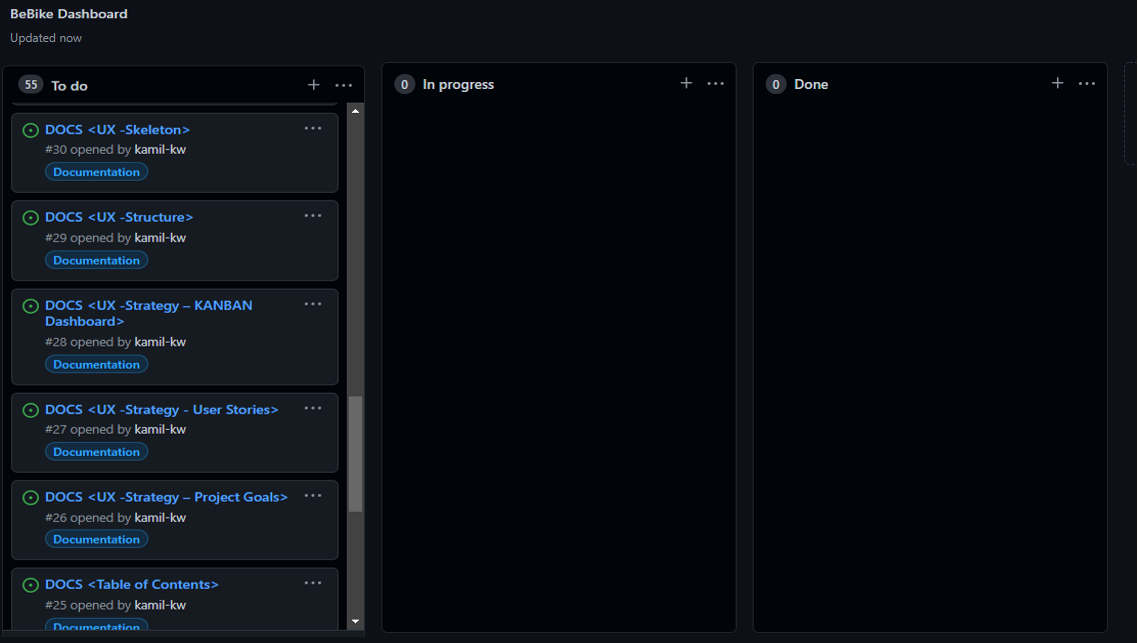 BeBike Dashboard
Updated now
55 To do
DOCS <UX -Skeleton>
#30 opened by kamil-kw
Documentation
DOCS <UX -Structure>
#29 opened by kamil-kw
Documentation
DOCS <UX -Strategy – KANBAN
Dashboard>
#28 opened by kamil-kw
Documentation
DOCS <UX -Strategy - User Stories>
#27 opened by kamil-kw
Documentation
DOCS <UX -Strategy – Project Goals>
#26 opened by kamil-kw
Documentation
DOCS <Table of Contents>
#25 opened by kamil-kw
Documentation
0 In progress
0 Done